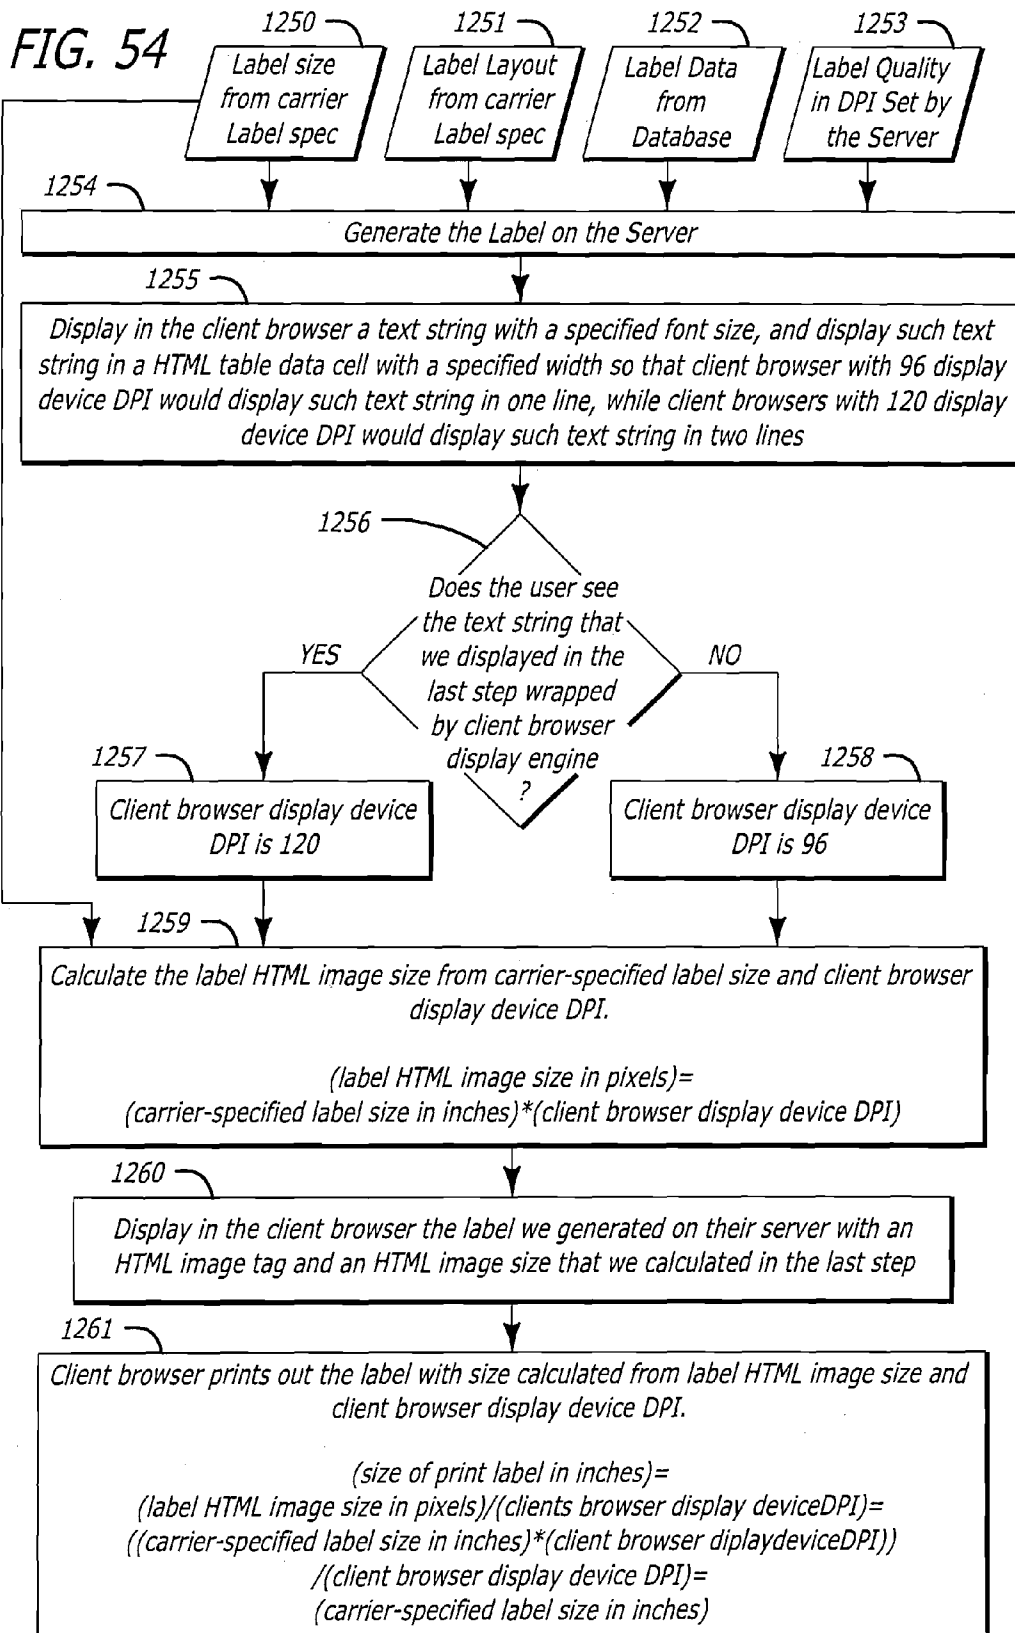 FIG. 54
1250
1251
1252
1253
Label size
from carrier
Label spec
Label Layout
from carrier
Label spec
Label Data
from
Database
Label Quality
in DPI Set by
the Server
1254
Generate the Label on the Server
1255
Display in the client browser a text string with a specified font size, and display such text
string in a HTML table data cell with a specified width so that client browser with 96 display
device DPI would display such text string in one line, while client browsers with 120 display
device DPI would display such text string in two lines
1256
Does the user see
the text string that
we displayed in the
last step wrapped
by client browser
display engine
?
YES
NO
1257
Client browser display device
DPI is 120
1258
Client browser display device
DPI is 96
1259
Calculate the label HTML image size from carrier-specified label size and client browser
display device DPI.
(label HTML image size in pixels)=
(carrier-specified label size in inches)*(client browser display device DPI)
1260
Display in the client browser the label we generated on their server with an
HTML image tag and an HTML image size that we calculated in the last step
1261
Client browser prints out the label with size calculated from label HTML image size and
client browser display device DPI.
(size of print label in inches)=
(label HTML image size in pixels)/(clients browser display deviceDPI)=
((carrier-specified label size in inches)*(client browser diplaydeviceDPI))
/(client browser display device DPI)=
(carrier-specified label size in inches)